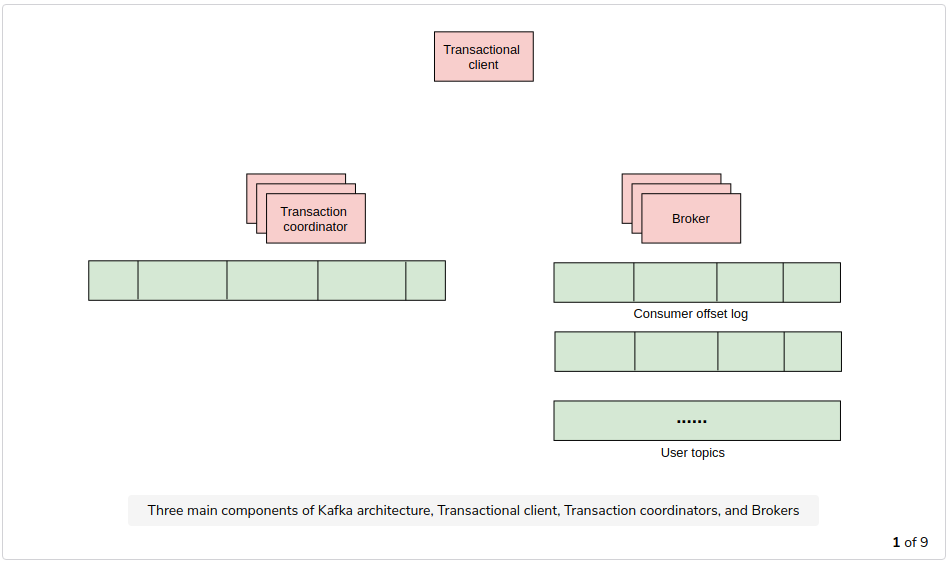 Transactional
client
Transaction
coordinator
Broker
Consumer offset log
......
User topics
Three main components of Kafka architecture, Transactional client, Transaction coordinators, and Brokers
1 of 9